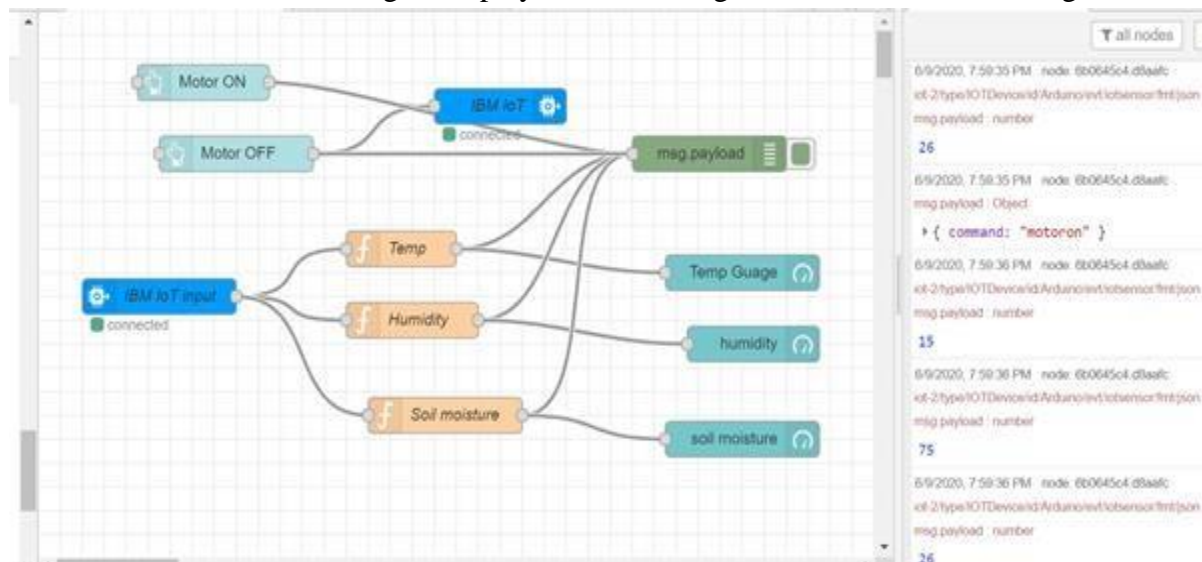 Motor ON
IBM IoT
connected
Motor OFF
msg.payload
Temp
Temp Guage
IBM IoT input
connected
Humidity
humidity
Soil moisture
soil moisture
all nodes
6/9/2020, 7:59:35 PM node: 6b0645c4.d8aafc
iot-2/type/IOTDevice/id/Arduino/evt/iotsensor/fmt/json
msg.payload : number
26
6/9/2020, 7:59:35 PM node: 6b0645c4.d8aafc
msg.payload : Object
{ command: "motoron" }
6/9/2020, 7:59:36 PM node: 6b0645c4.d8aafc
iot-2/type/IOTDevice/id/Arduino/evt/iotsensor/fmt/json
msg.payload : number
15
6/9/2020, 7:59:36 PM node: 6b0645c4.d8aafc
iot-2/type/IOTDevice/id/Arduino/evt/iotsensor/fmt/json
msg.payload : number
75
6/9/2020, 7:59:36 PM node: 6b0645c4.d8aafc
iot-2/type/IOTDevice/id/Arduino/evt/iotsensor/fmt/json
msg.payload : number
26